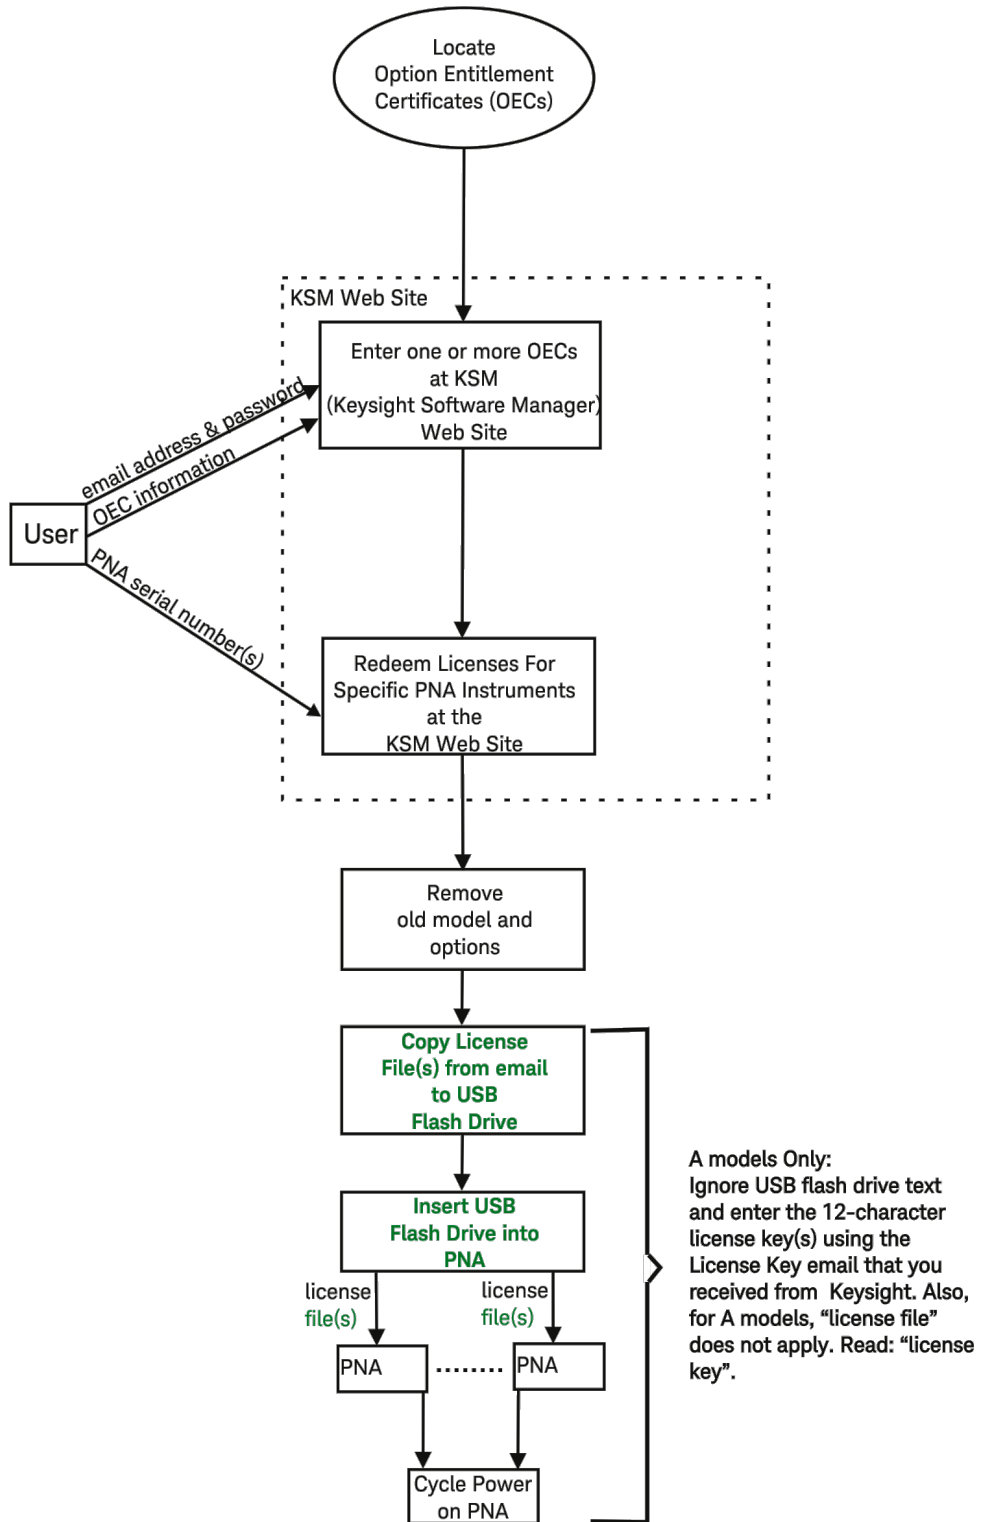 Locate
Option Entitlement
Certificates (OECs)
KSM Web Site
Enter one or more OECs
at KSM
(Keysight Software Manager)
Web Site
email address & password
OEC information
User
PNA serial number(s)
Redeem Licenses For
Specific PNA Instruments
at the
KSM Web Site
Remove
old model and
options
Copy License
File(s) from email
to USB
Flash Drive
Insert USB
Flash Drive into
PNA
license
file(s)
license
file(s)
PNA
PNA
Cycle Power
on PNA
A models Only:
Ignore USB flash drive text
and enter the 12-character
license key(s) using the
License Key email that you
received from  Keysight. Also,
for A models, “license file”
does not apply. Read: “license
key”.